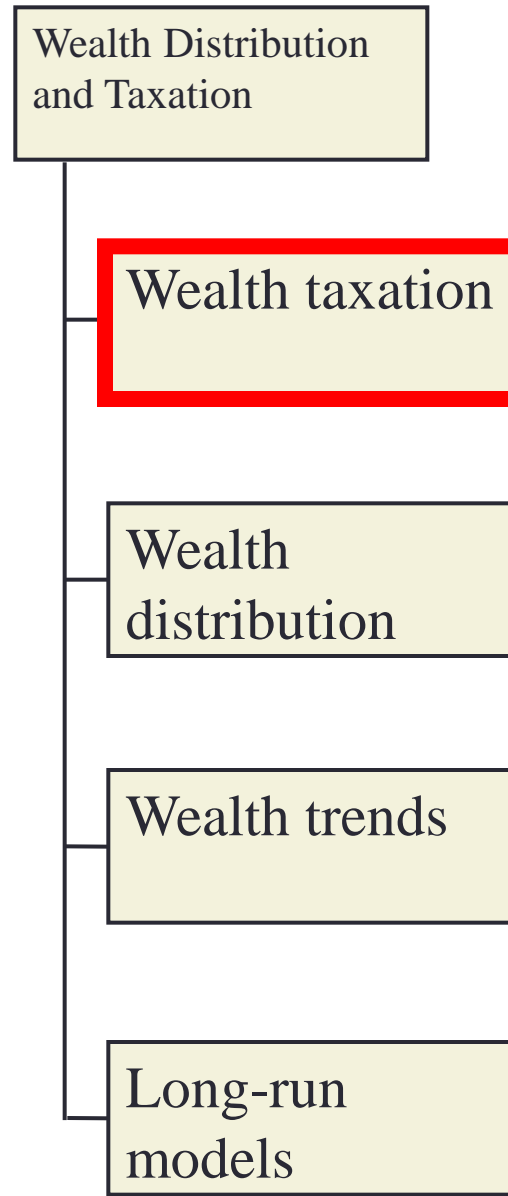 Wealth Distribution
and Taxation
Wealth taxation
Wealth
distribution
Wealth trends
Long-run
models